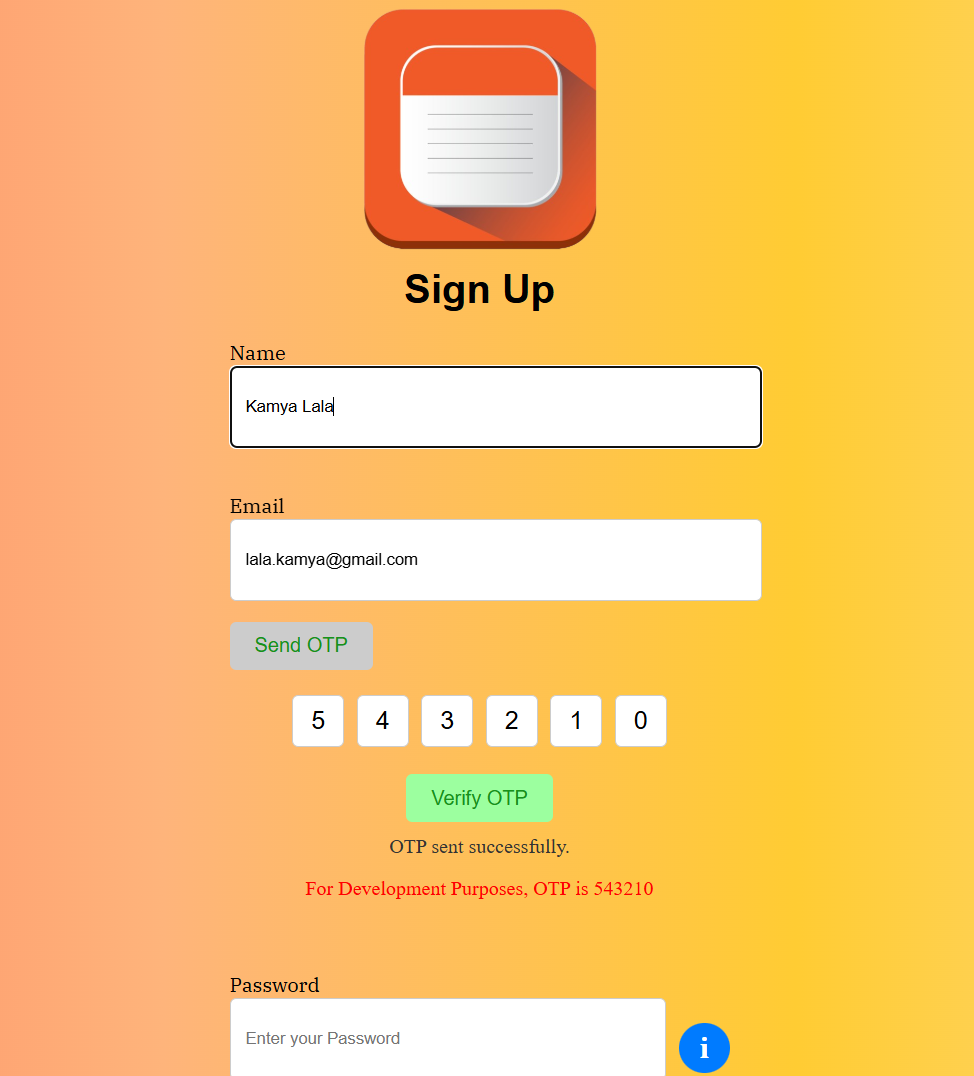 Sign Up
Name
Kamya Lala
Email
lala.kamya@gmail.com
Send OTP
5 4 3 2 1 0
Verify OTP
OTP sent successfully.
For Development Purposes, OTP is 543210
Password
Enter your Password
i